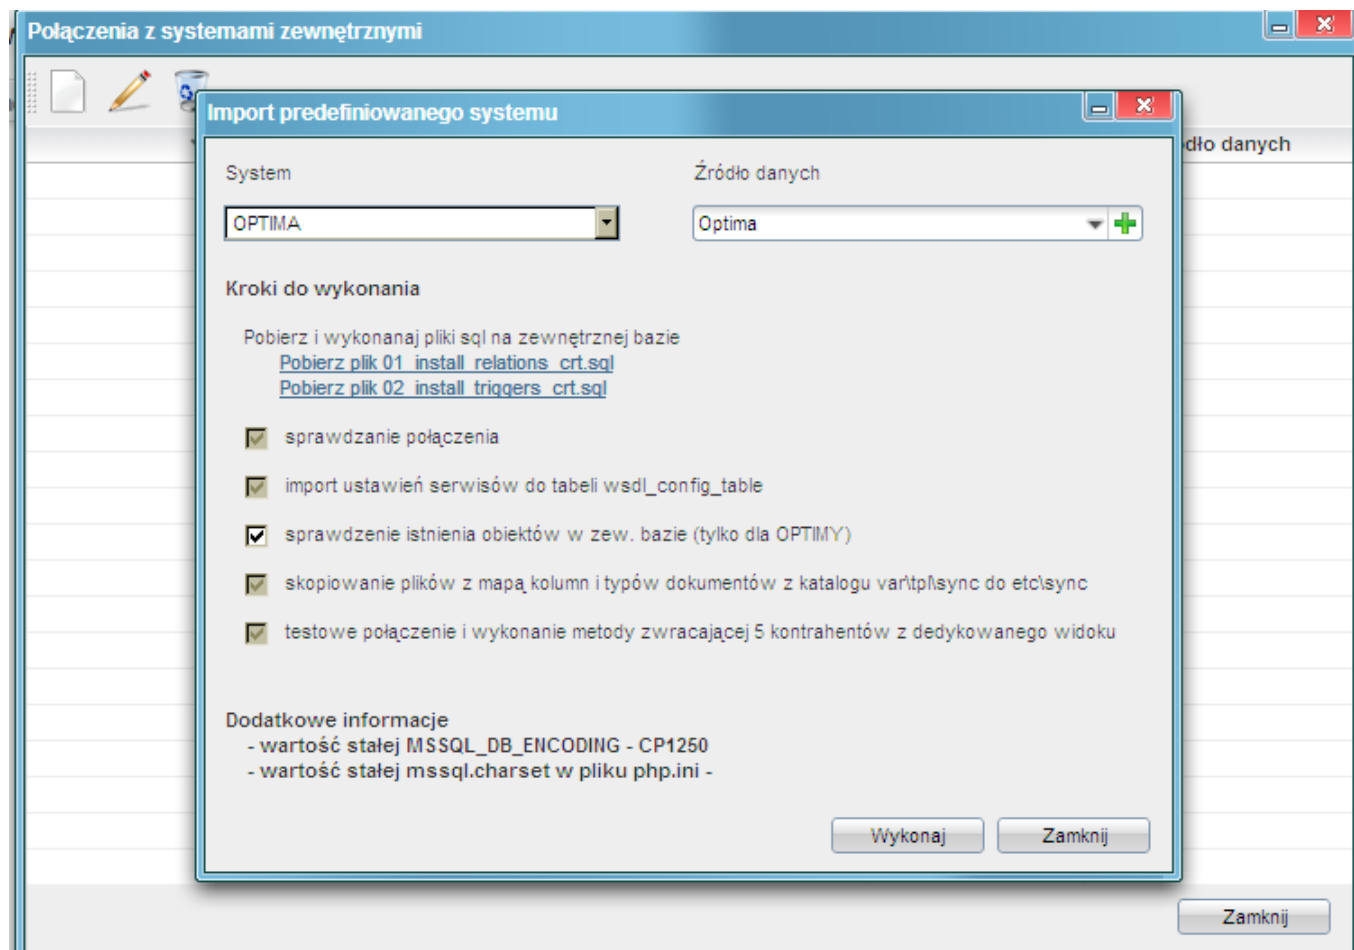 Połączenia z systemami zewnętrznymi
Import predefiniowanego systemu
dło danych
System
Źródło danych
OPTIMA
Optima
Kroki do wykonania
Pobierz i wykonanaj pliki sql na zewnętrznej bazie
Pobierz plik 01_install_relations_crt.sql
Pobierz plik 02_install_triggers_crt.sql
sprawdzanie połączenia
import ustawień serwisów do tabeli wsdl_config_table
sprawdzenie istnienia obiektów w zew. bazie (tylko dla OPTIMY)
skopiowanie plików z mapą kolumn i typów dokumentów z katalogu var\tpl\sync do etc\sync
testowe połączenie i wykonanie metody zwracającej 5 kontrahentów z dedykowanego widoku
Dodatkowe informacje
- wartość stałej MSSQL_DB_ENCODING - CP1250
- wartość stałej mssql.charset w pliku php.ini -
Wykonaj
Zamknij
Zamknij